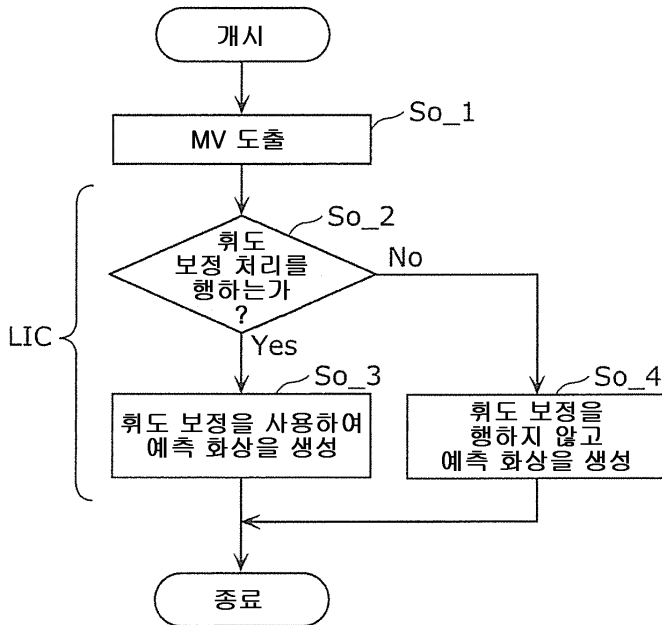 개시
So_1
MV 도출
So_2
휘도
보정 처리를
행하는가
?
No
LIC
Yes
So_3
휘도 보정을 사용하여
예측 화상을 생성
So_4
휘도 보정을
행하지 않고
예측 화상을 생성
종료